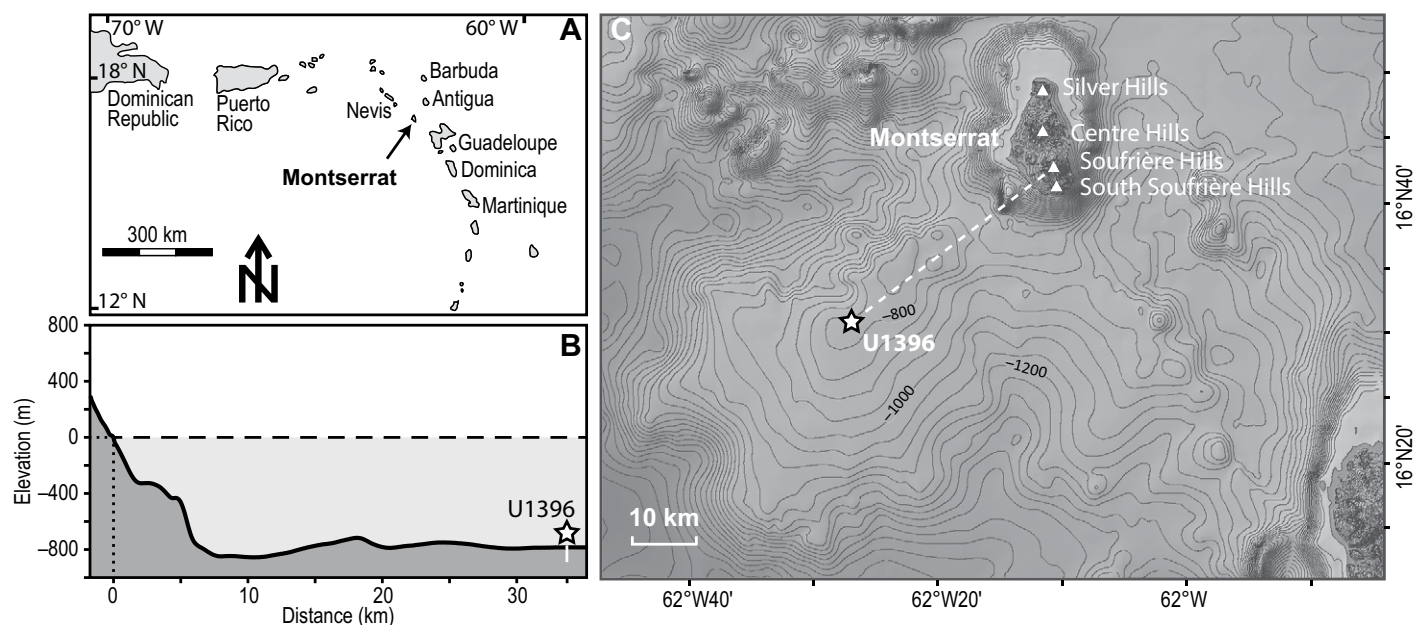 70° W
60° W
A
18° N
Dominican
Republic
Puerto
Rico
Nevis
Barbuda
Antigua
Guadeloupe
Montserrat
Dominica
Martinique
300 km
N
12° N
B
800
400
0
–400
–800
Elevation (m)
U1396
0
10
20
30
Distance (km)
C
Silver Hills
Montserrat
Centre Hills
Soufrière Hills
South Soufrière Hills
–800
U1396
–1200
–1000
10 km
16°N40'
16°N20'
62°W40'
62°W20'
62°W